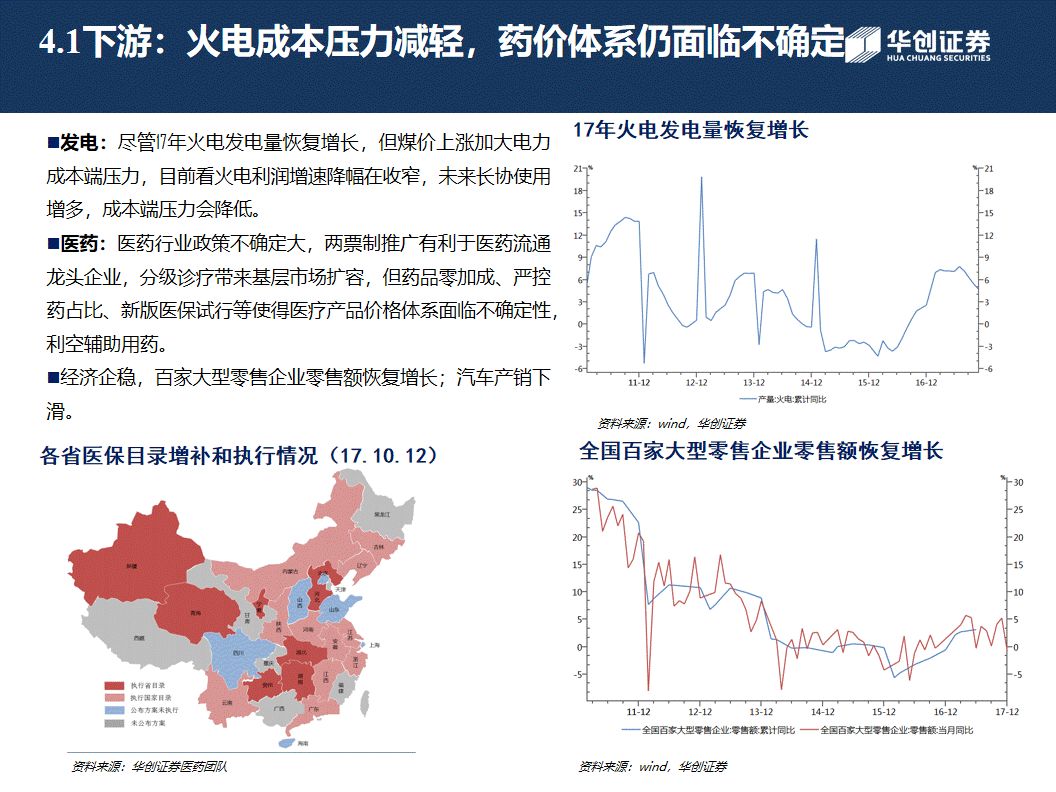 4.1下游：火电成本压力减轻，药价体系仍面临不确定
华创证券
HUA CHUANG SECURITIES
■发电：尽管17年火电发电量恢复增长，但煤价上涨加大电力
成本端压力，目前看火电利润增速降幅在收窄，未来长协使用
增多，成本端压力会降低。
■医药：医药行业政策不确定大，两票制推广有利于医药流通
龙头企业，分级诊疗带来基层市场扩容，但药品零加成、严控
药占比、新版医保试行等使得医疗产品价格体系面临不确定性，
利空辅助用药。
■经济企稳，百家大型零售企业零售额恢复增长；汽车产销下
滑。
17年火电发电量恢复增长
% %
21 21
18 18
15 15
12 12
9 9
6 6
3 3
0 0
-3 -3
-6 -6
11-12 12-12 13-12 14-12 15-12 16-12
产量:火电:累计同比
资料来源：wind，华创证券
各省医保目录增补和执行情况（17.10.12）
黑龙江
吉林
辽宁
内蒙古
新疆
天津
河北
山西
山东
宁夏
青海
甘肃
陕西
河南
江苏
安徽
上海
西藏
四川
重庆
湖北
浙江
湖南
江西
贵州
福建
云南
广西
广东
海南
执行省目录
执行国家目录
公布方案未执行
未公布方案
资料来源：华创证券医药团队
全国百家大型零售企业零售额恢复增长
% %
30 30
25 25
20 20
15 15
10 10
5 5
0 0
-5 -5
11-12 12-12 13-12 14-12 15-12 16-12 17-12
全国百家大型零售企业:零售额:累计同比 全国百家大型零售企业:零售额:当月同比
资料来源：wind，华创证券